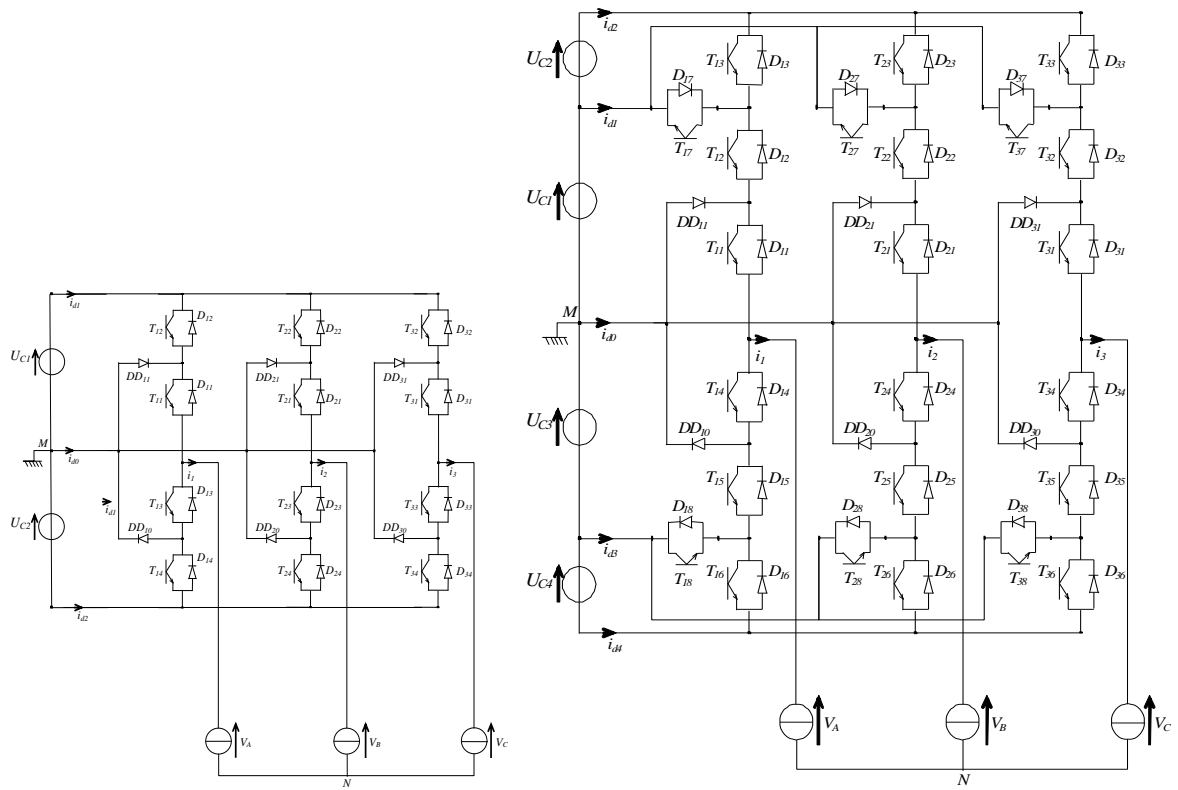 i_d1
T_12 D_12 T_22 D_22 T_32 D_32
U_C1
DD_11 DD_21 DD_31
T_11 D_11 T_21 D_21 T_31 D_31
M
i_d0 i_1 i_2 i_3
T_13 D_13 T_23 D_23 T_33 D_33
i_d1
U_C2
DD_10 DD_20 DD_30
T_14 D_14 T_24 D_24 T_34 D_34
i_d2
V_A V_B V_C
N
i_d2
U_C2
T_13 D_13 T_23 D_23 T_33 D_33
D_17 D_27 D_37
i_d1
T_17 T_27 T_37
T_12 D_12 T_22 D_22 T_32 D_32
U_C1
DD_11 DD_21 DD_31
T_11 D_11 T_21 D_21 T_31 D_31
M
i_d0
i_1 i_2 i_3
T_14 D_14 T_24 D_24 T_34 D_34
U_C3
DD_10 DD_20 DD_30
T_15 D_15 T_25 D_25 T_35 D_35
D_18 D_28 D_38
i_d3
U_C4
T_18 T_16 D_16 T_28 T_26 D_26 T_38 T_36 D_36
i_d4
V_A V_B V_C
N